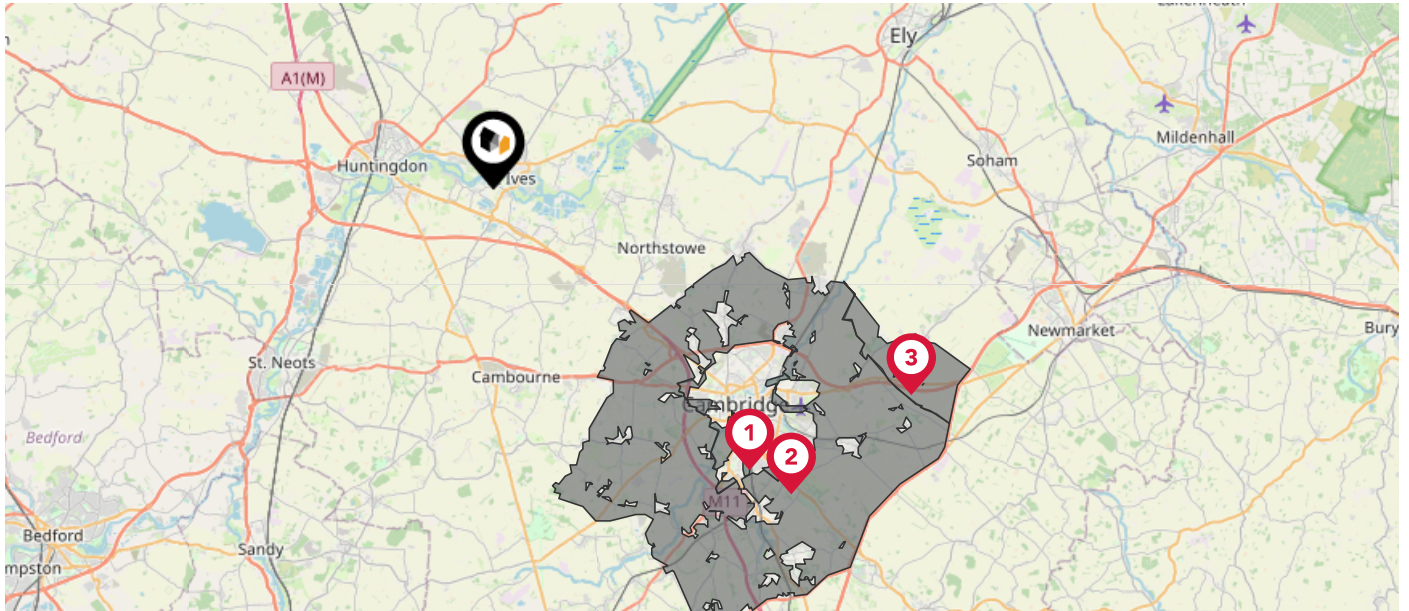 Lakenheath
Ely
A1(M)
Mildenhall
Soham
Huntingdon
Ives
Northstowe
Newmarket
Bury
St. Neots
3
Cambourne
Cambridge
1
Bedford
2
M11
Bedford
Sandy
mpston